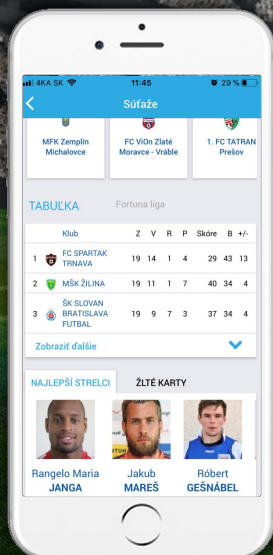 4KA SK 11:45 29 %
Súťaže
MFK Zemplín
Michalovce
FC ViOn Zlaté
Moravce - Vráble
1. FC TATRAN
Prešov
TABUĽKA Fortuna liga
Klub Z V R P Skóre B +/-
1 FC SPARTAK
TRNAVA 19 14 1 4 29 43 13
2 MŠK ŽILINA 19 11 1 7 40 34 4
3 ŠK SLOVAN
BRATISLAVA
FUTBAL 19 9 7 3 37 34 4
Zobraziť ďalšie
NAJLEPŠÍ STRELCI ŽLTÉ KARTY
Rangelo Maria
JANGA
Jakub
MAREŠ
Róbert
GEŠNÁBEL